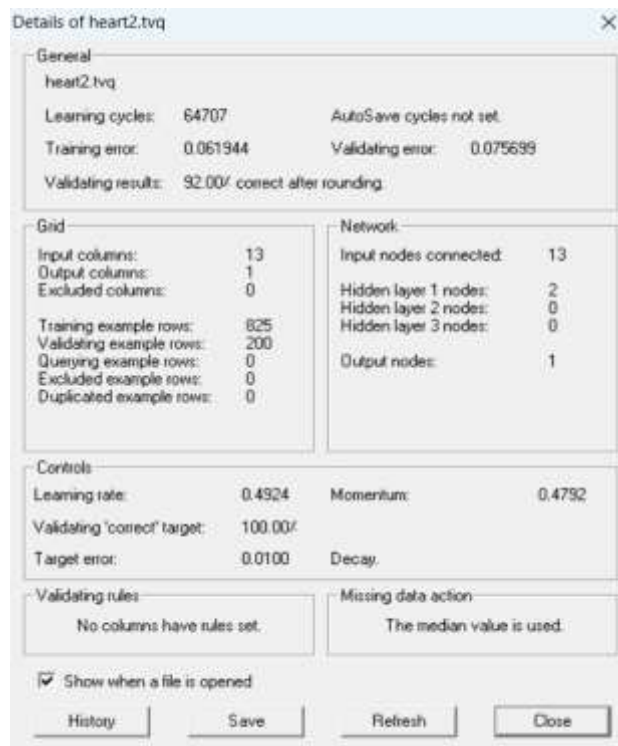 Details of heart2.tvq
General
heart2.tvq
Learning cycles: 64707 AutoSave cycles not set.
Training error: 0.061944 Validating error: 0.075699
Validating results: 92.00% correct after rounding.
Grid
Input columns: 13
Output columns: 1
Excluded columns: 0
Training example rows: 825
Validating example rows: 200
Querying example rows: 0
Excluded example rows: 0
Duplicated example rows: 0
Network
Input nodes connected: 13
Hidden layer 1 nodes: 2
Hidden layer 2 nodes: 0
Hidden layer 3 nodes: 0
Output nodes: 1
Controls
Learning rate: 0.4924 Momentum: 0.4792
Validating 'correct' target: 100.00%
Target error: 0.0100 Decay.
Validating rules
No columns have rules set.
Missing data action
The median value is used.
Show when a file is opened
History Save Refresh Close